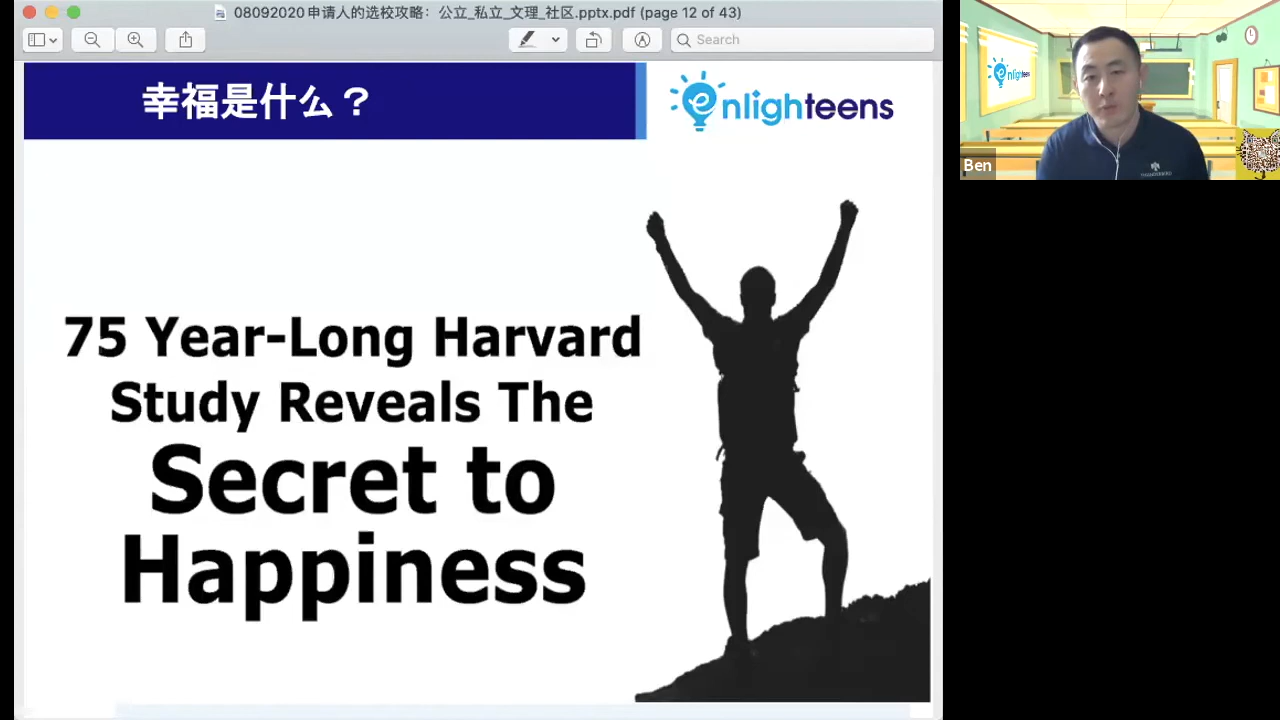 08092020申请人的选校攻略：公立_私立_文理_社区.pptx.pdf (page 12 of 43)
Search
幸福是什么？
enlighteens
75 Year-Long Harvard
Study Reveals The
Secret to
Happiness
enlighteens
Ben